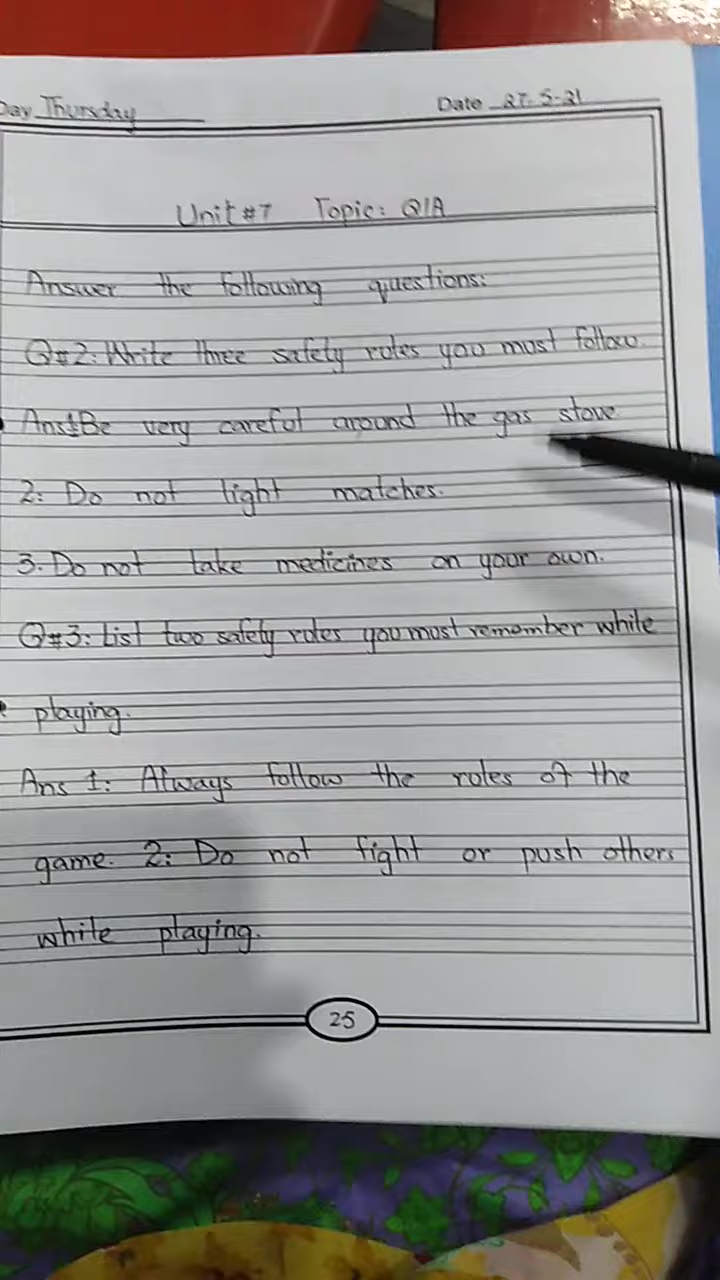 Day Thursday Date 27-5-21
Unit #7 Topic: Q/A
Answer the following questions:
Q#2: Write three safety rules you must follow.
Ans1: Be very careful around the gas stove
2: Do not light matches.
3. Do not take medicines on your own.
Q#3: List two safety rules you must remember while
playing.
Ans 1: Always follow the rules of the
game. 2: Do not fight or push others
while playing.
25